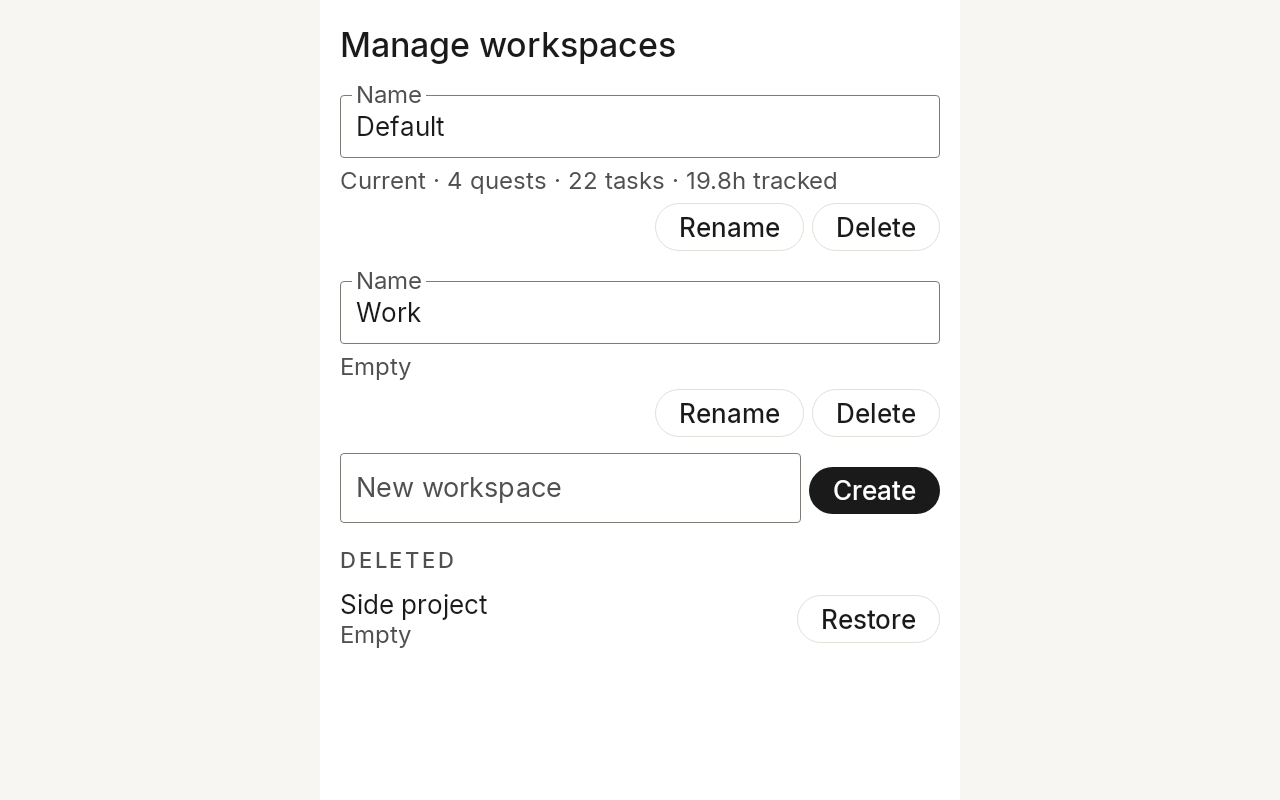 Manage workspaces
Name
Default
Current · 4 quests · 22 tasks · 19.8h tracked
Rename Delete
Name
Work
Empty
Rename Delete
New workspace Create
DELETED
Side project
Empty
Restore